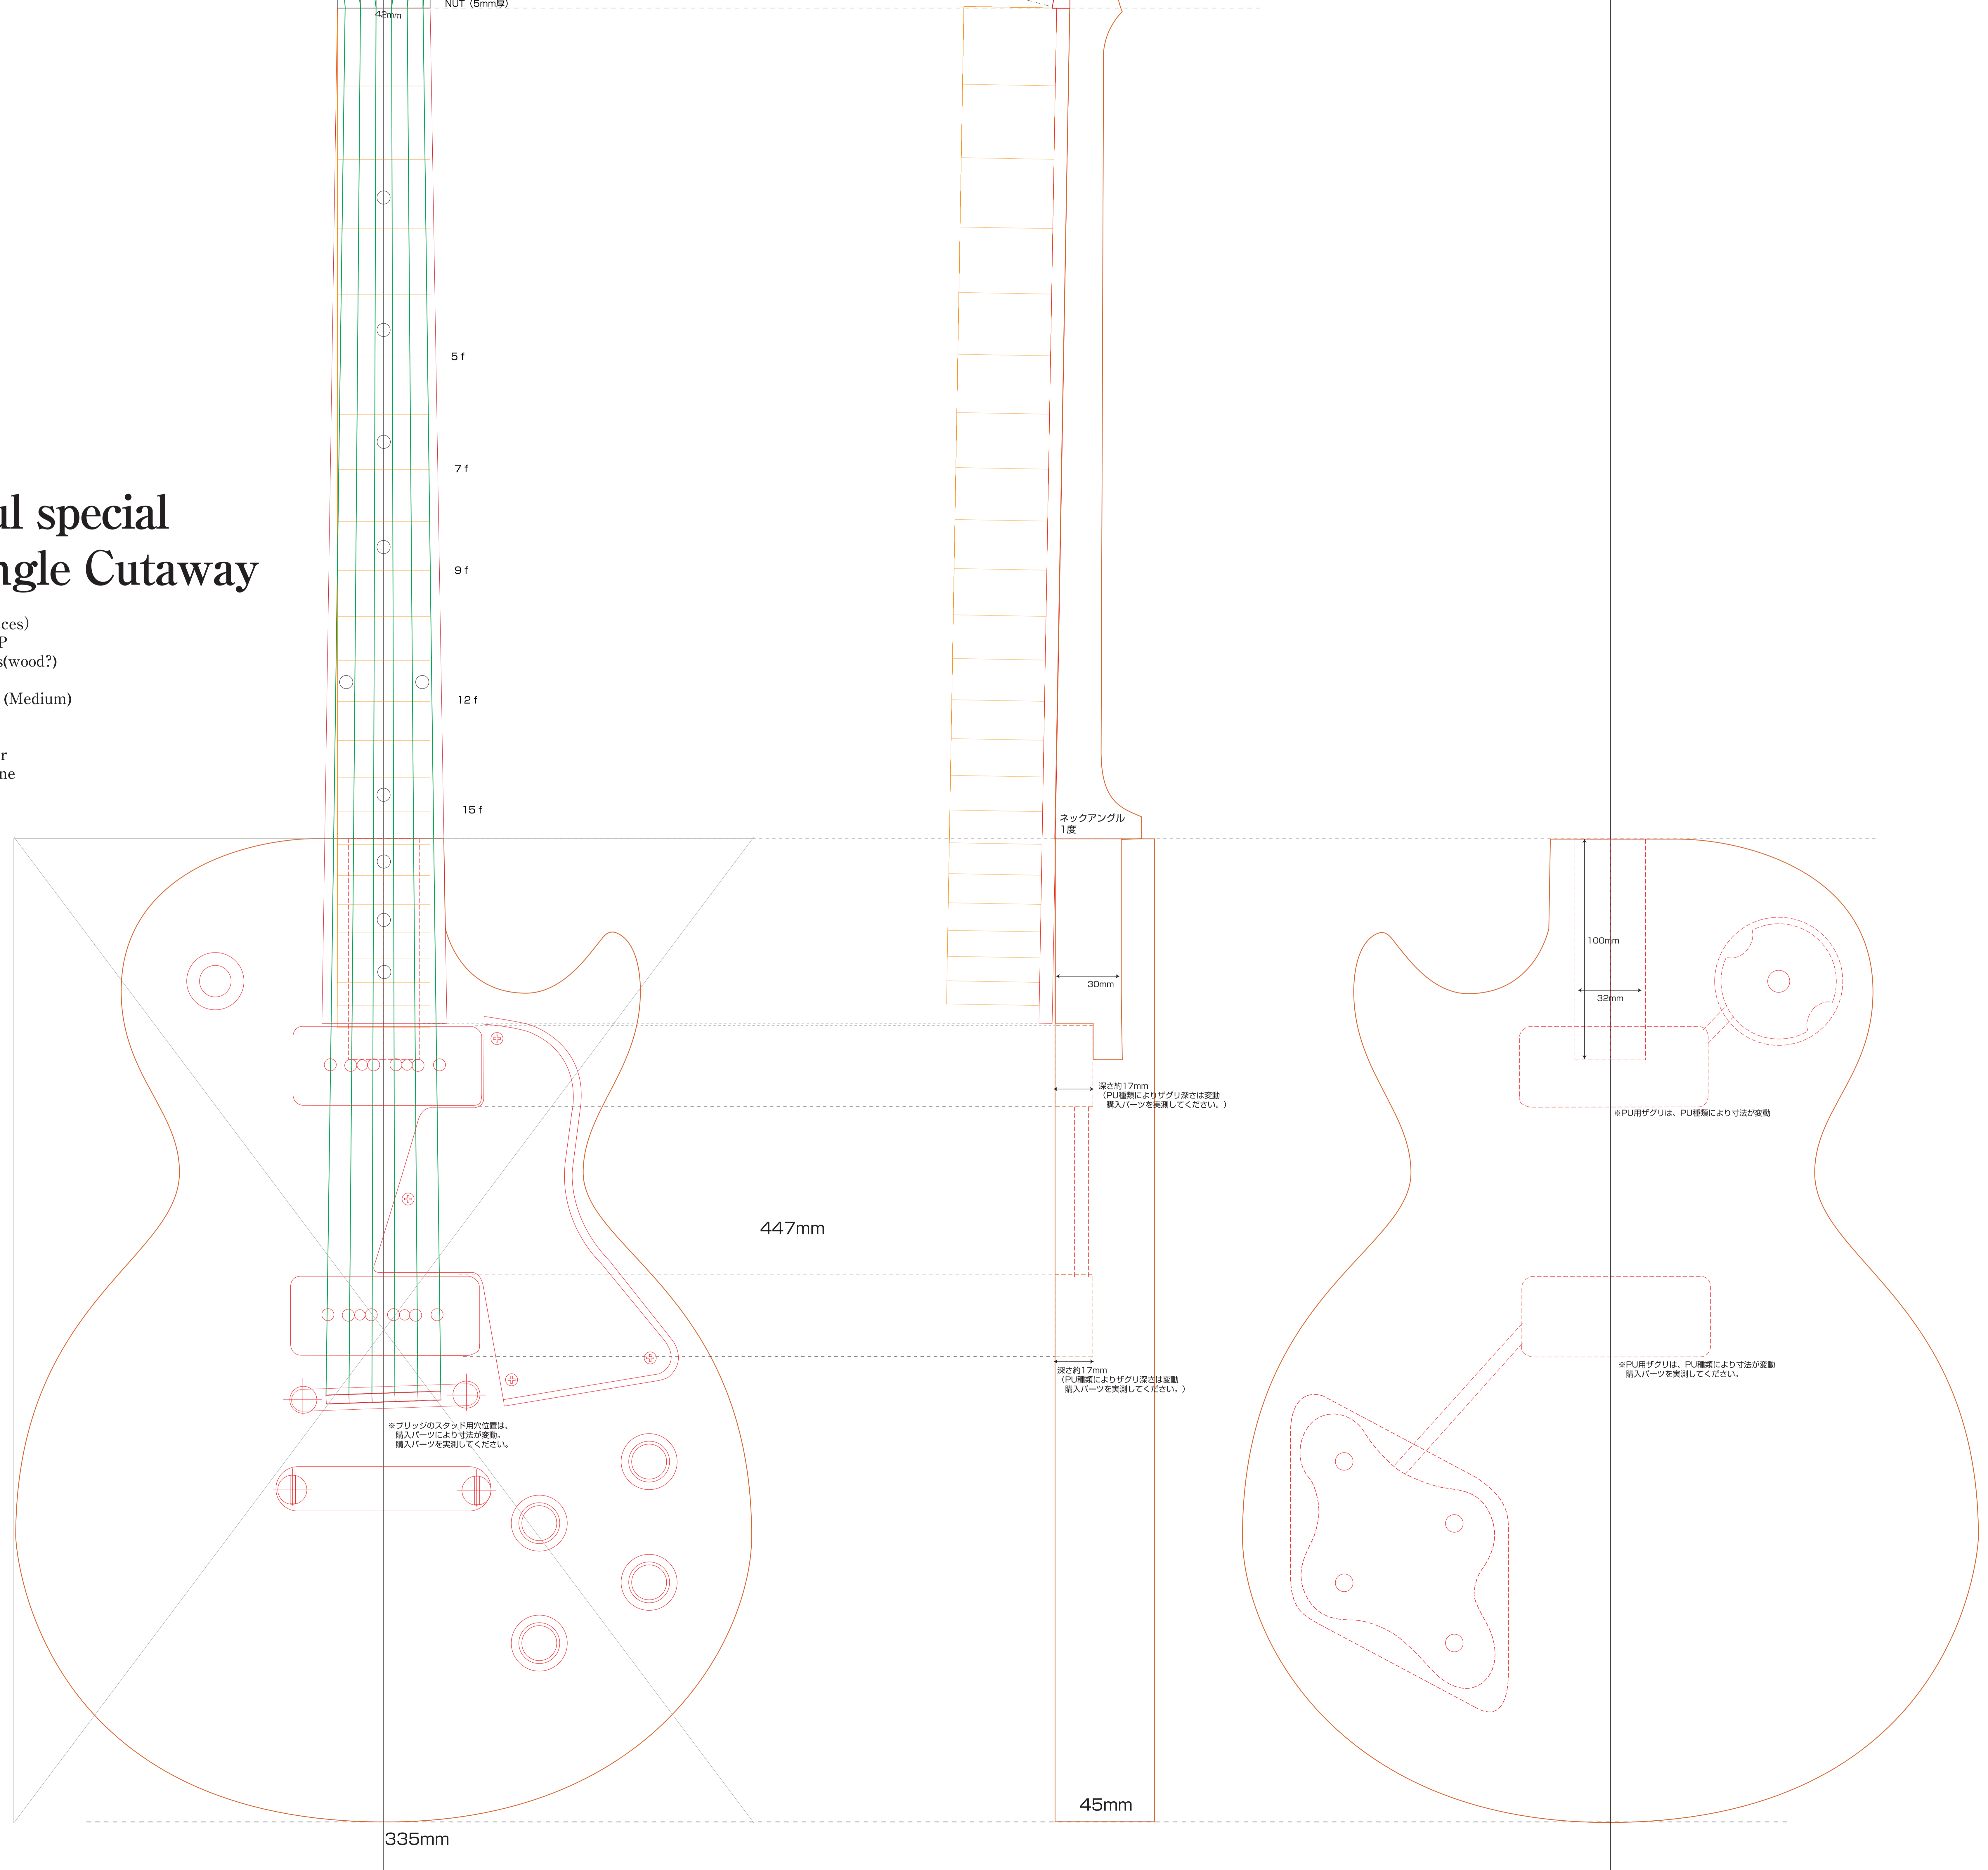 NUT（5mm厚）
42mm
5 f
7 f
special
Cutaway
9 f
P
(wood?)
(Medium)
12 f
15 f
ネックアングル
1度
100mm
32mm
30mm
深さ約17mm
（PU種類によりザグリ深さは変動
購入パーツを実測してください。）
※PU用ザグリは、PU種類により寸法が変動
447mm
深さ約17mm
（PU種類によりザグリ深さは変動
購入パーツを実測してください。）
※PU用ザグリは、PU種類により寸法が変動
購入パーツを実測してください。
※ブリッジのスタッド用穴位置は、
購入パーツにより寸法が変動。
購入パーツを実測してください。
45mm
335mm